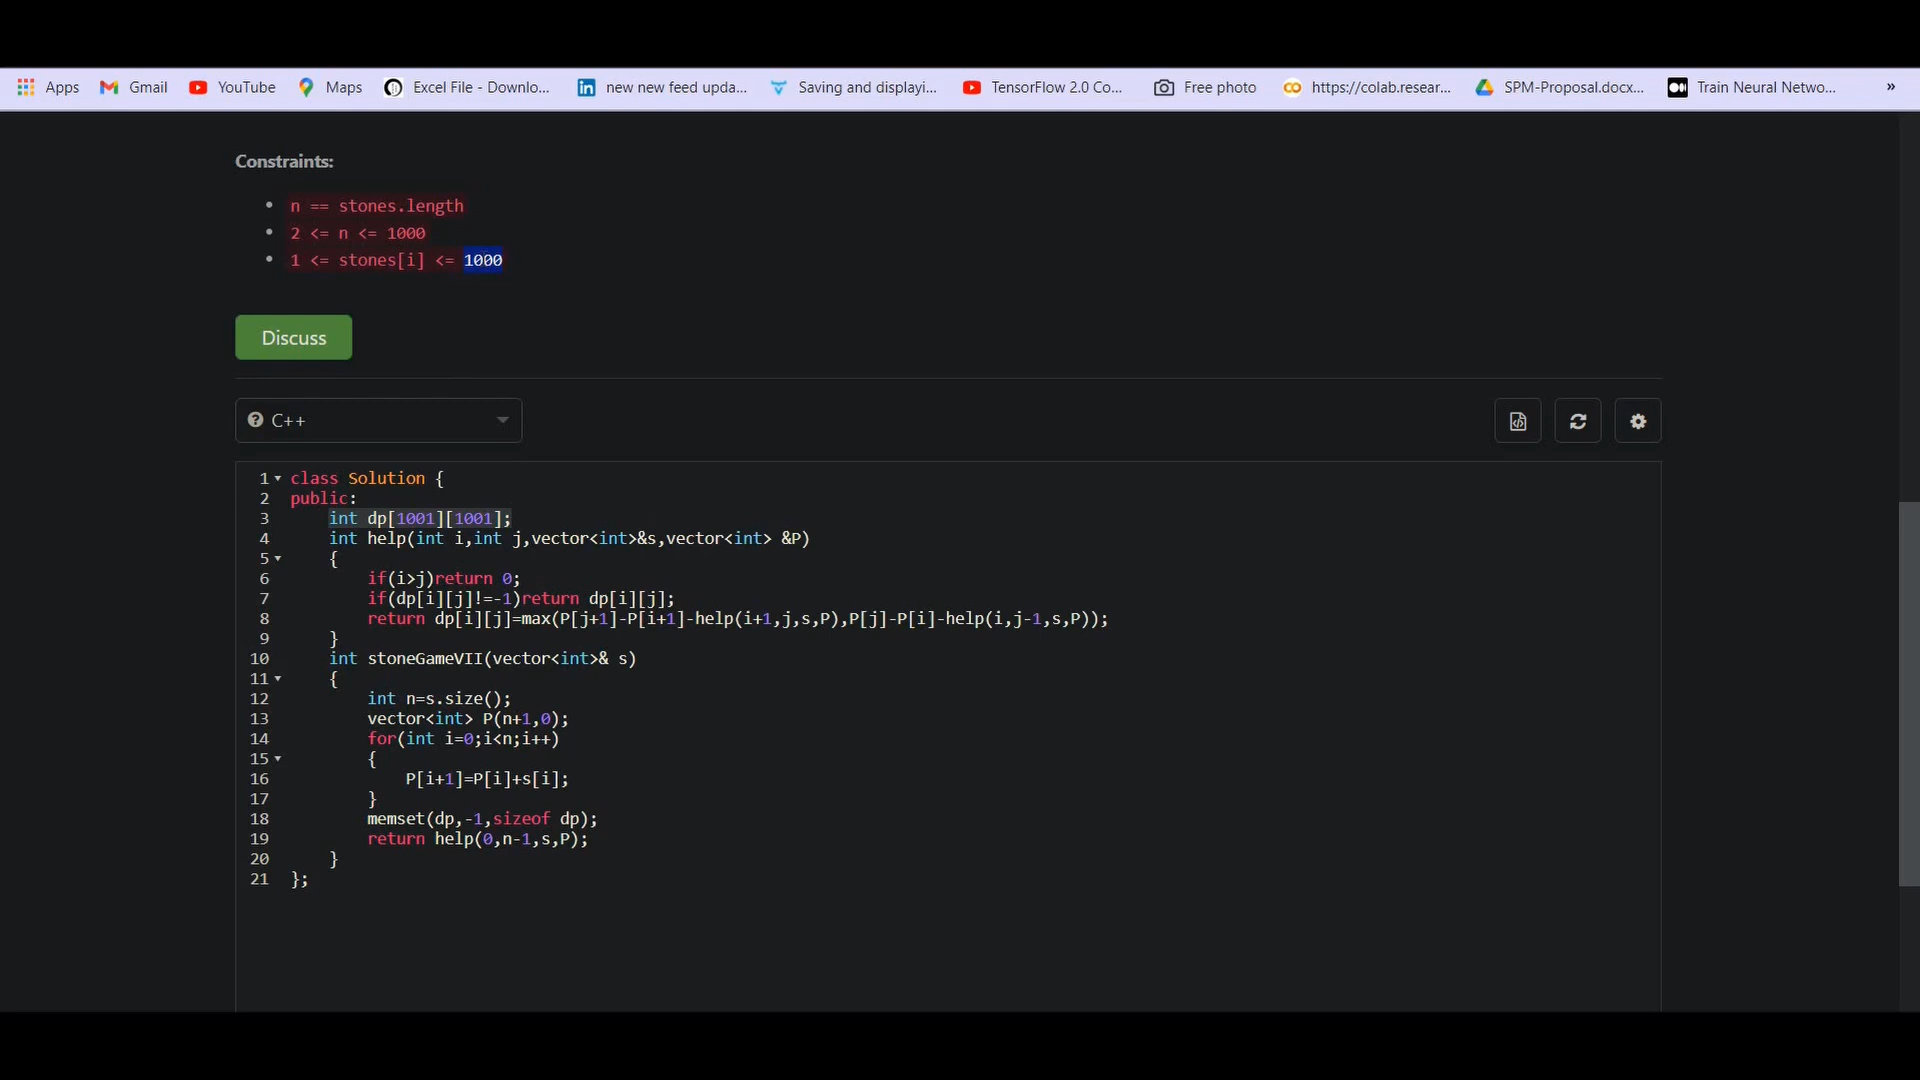 Apps Gmail YouTube Maps Excel File - Downlo... new new feed upda... Saving and displayi... TensorFlow 2.0 Co... Free photo https://colab.resear... SPM-Proposal.docx... Train Neural Netwo... »
Constraints:
• n == stones.length
• 2 <= n <= 1000
• 1 <= stones[i] <= 1000
Discuss
C++
1 class Solution {
2 public:
3 int dp[1001][1001];
4 int help(int i,int j,vector<int>&s,vector<int> &P)
5 {
6 if(i>j)return 0;
7 if(dp[i][j]!=-1)return dp[i][j];
8 return dp[i][j]=max(P[j+1]-P[i+1]-help(i+1,j,s,P),P[j]-P[i]-help(i,j-1,s,P));
9 }
10 int stoneGameVII(vector<int>& s)
11 {
12 int n=s.size();
13 vector<int> P(n+1,0);
14 for(int i=0;i<n;i++)
15 {
16 P[i+1]=P[i]+s[i];
17 }
18 memset(dp,-1,sizeof dp);
19 return help(0,n-1,s,P);
20 }
21 };